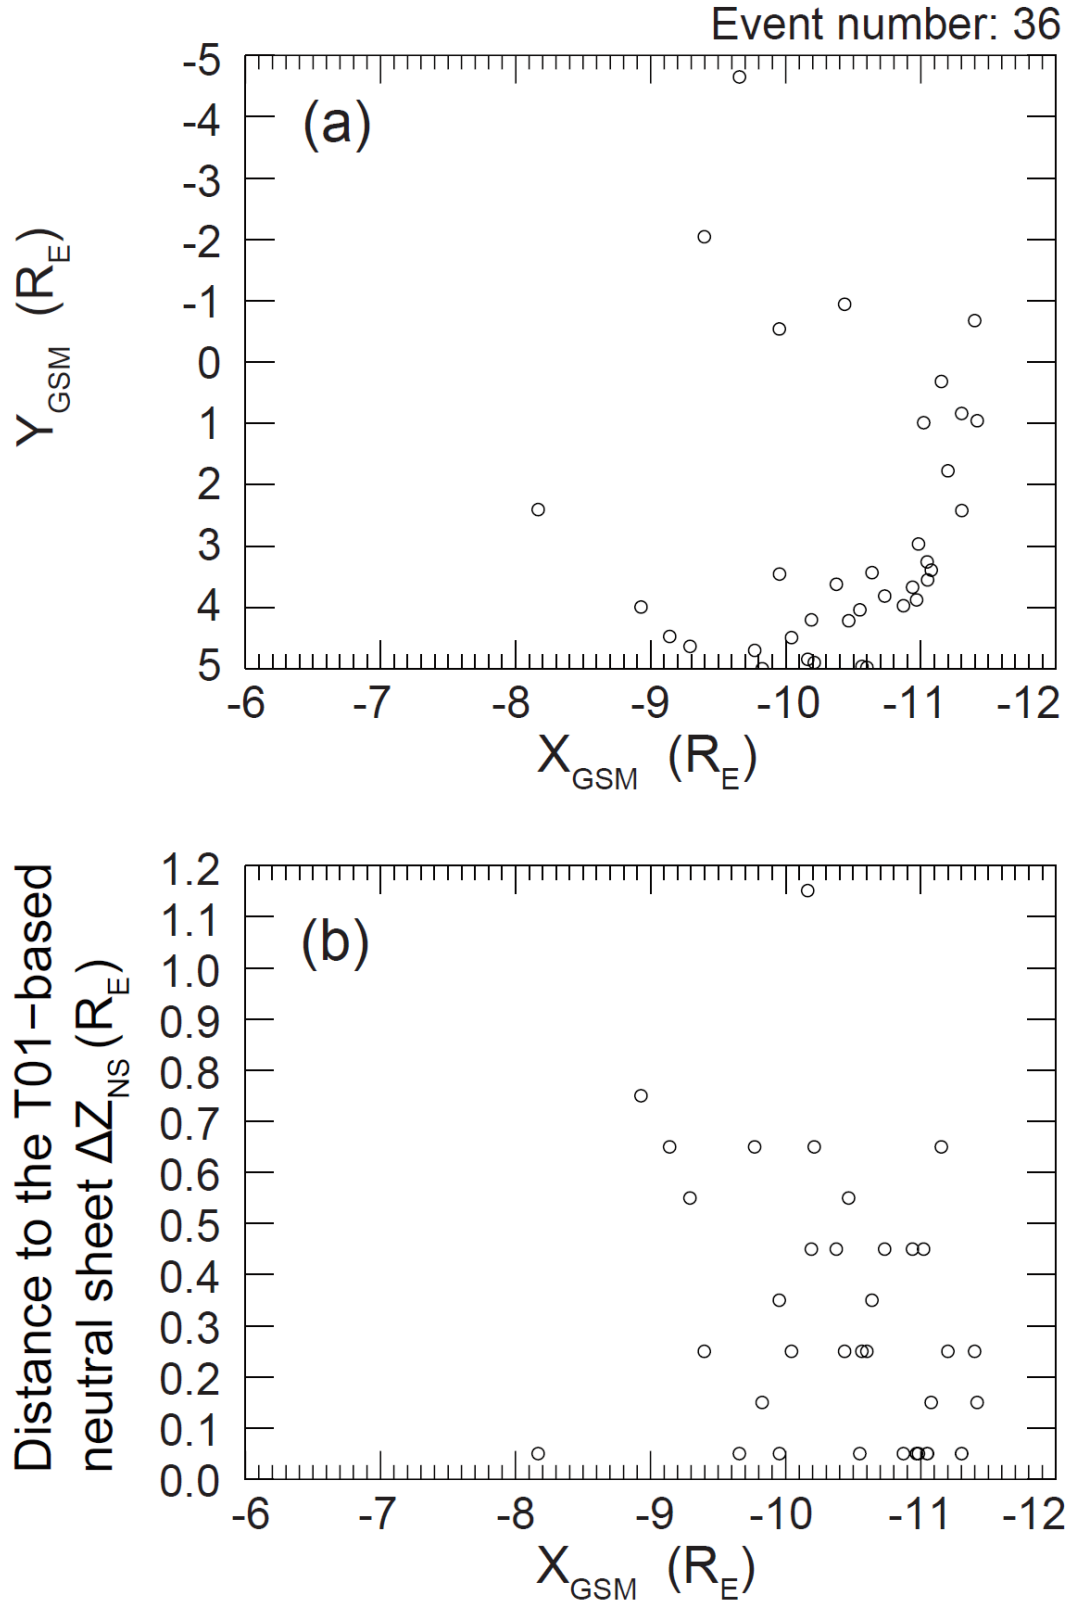 Event number: 36
(a)
-5
-4
-3
-2
-1
0
1
2
3
4
5
Y_GSM (R_E)
-6 -7 -8 -9 -10 -11 -12
X_GSM (R_E)
(b)
1.2
1.1
1.0
0.9
0.8
0.7
0.6
0.5
0.4
0.3
0.2
0.1
0.0
Distance to the T01−based
neutral sheet ΔZ_NS (R_E)
-6 -7 -8 -9 -10 -11 -12
X_GSM (R_E)